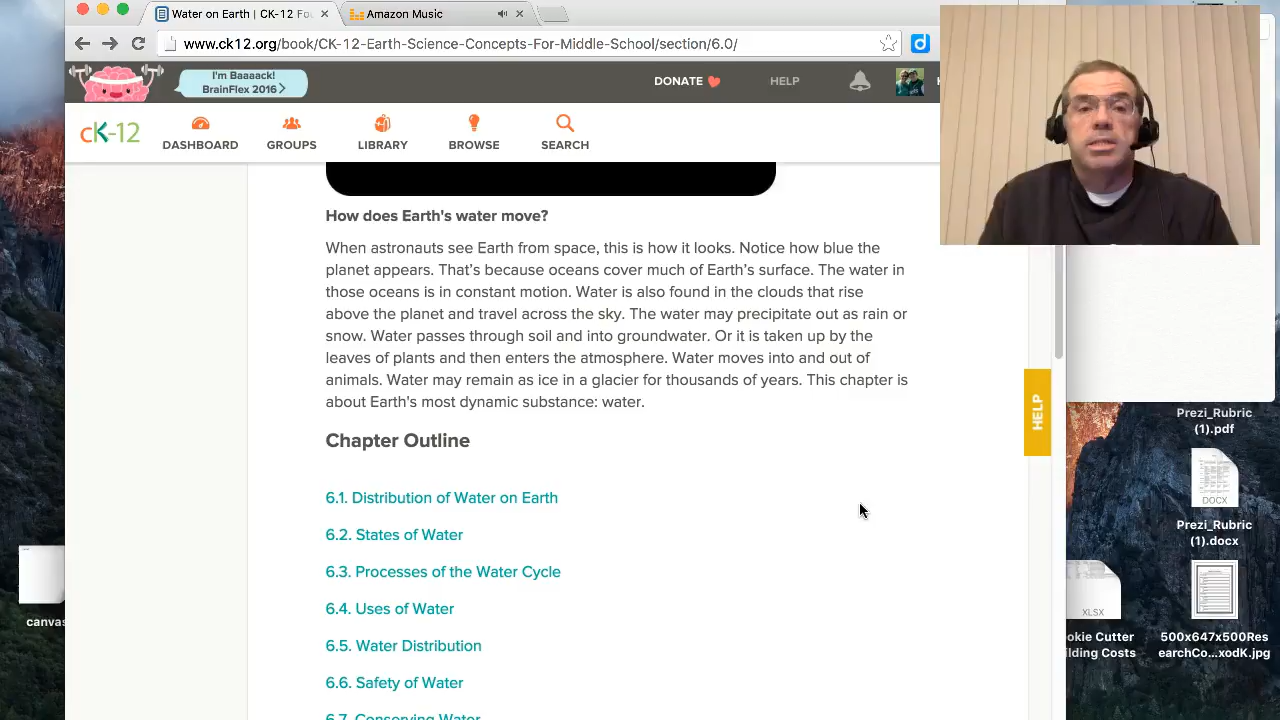 Water on Earth | CK-12 Fo
Amazon Music
www.ck12.org/book/CK-12-Earth-Science-Concepts-For-Middle-School/section/6.0/
I'm Baaaack!
BrainFlex 2016
DONATE
HELP
cK-12
DASHBOARD
GROUPS
LIBRARY
BROWSE
SEARCH
How does Earth's water move?
When astronauts see Earth from space, this is how it looks. Notice how blue the
planet appears. That's because oceans cover much of Earth's surface. The water in
those oceans is in constant motion. Water is also found in the clouds that rise
above the planet and travel across the sky. The water may precipitate out as rain or
snow. Water passes through soil and into groundwater. Or it is taken up by the
leaves of plants and then enters the atmosphere. Water moves into and out of
animals. Water may remain as ice in a glacier for thousands of years. This chapter is
about Earth's most dynamic substance: water.
Chapter Outline
6.1. Distribution of Water on Earth
6.2. States of Water
6.3. Processes of the Water Cycle
6.4. Uses of Water
6.5. Water Distribution
6.6. Safety of Water
6.7. Conserving Water
HELP
Prezi_Rubric
(1).pdf
DOCX
Prezi_Rubric
(1).docx
XLSX
okie Cutter
ilding Costs
500x647x500Res
earchCo...xodK.jpg
canvas